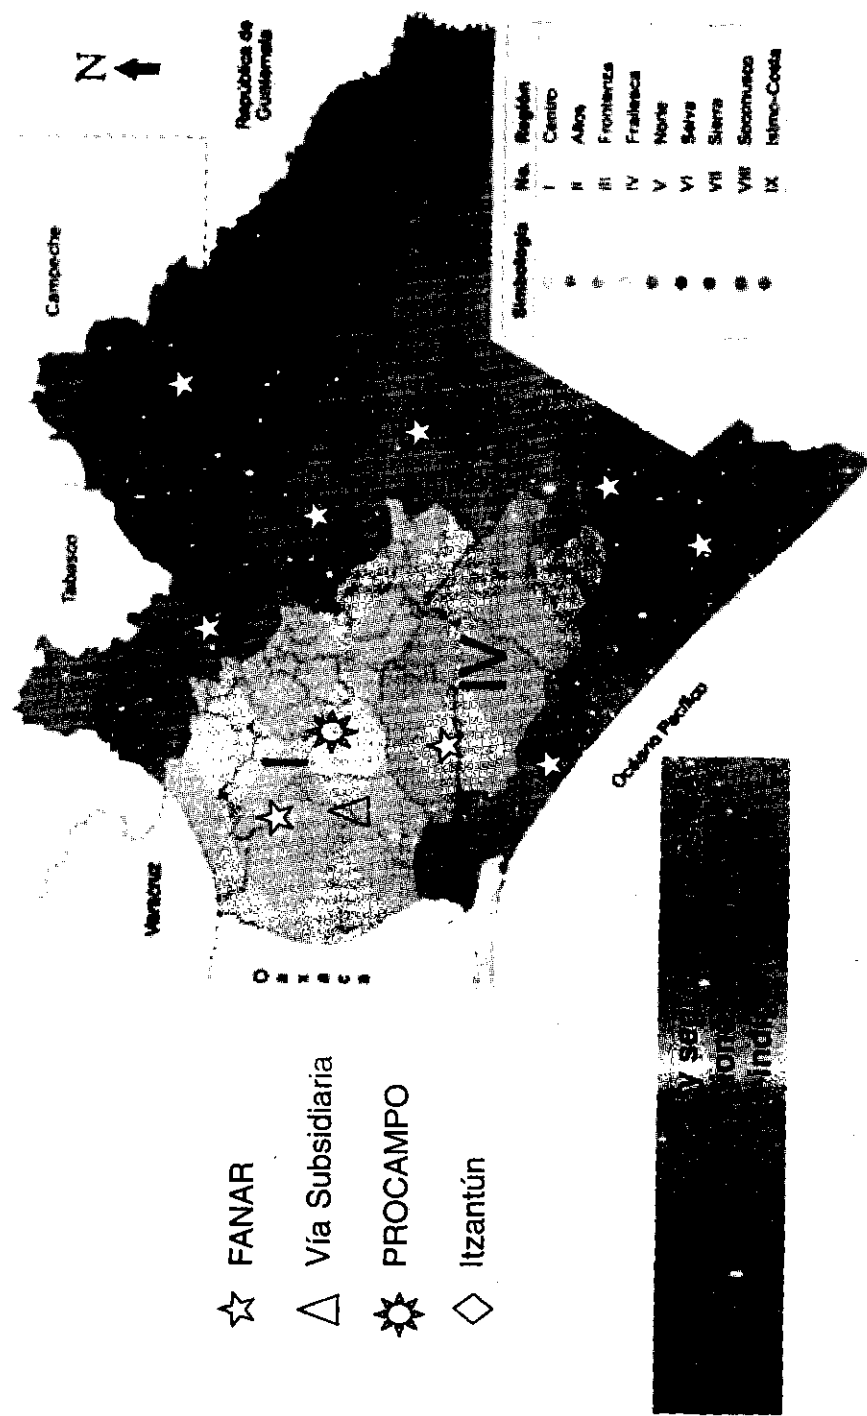 N
Campeche
Tabasco
República de
Guatemala
Veracruz
Oaxaca
I
IV
Océano Pacífico
FANAR
Vía Subsidiaria
PROCAMPO
Itzantún
Simbología No. Región
I Centro
II Altos
III Fronteriza
IV Frailesca
V Norte
VI Selva
VII Sierra
VIII Soconusco
IX Istmo-Costa